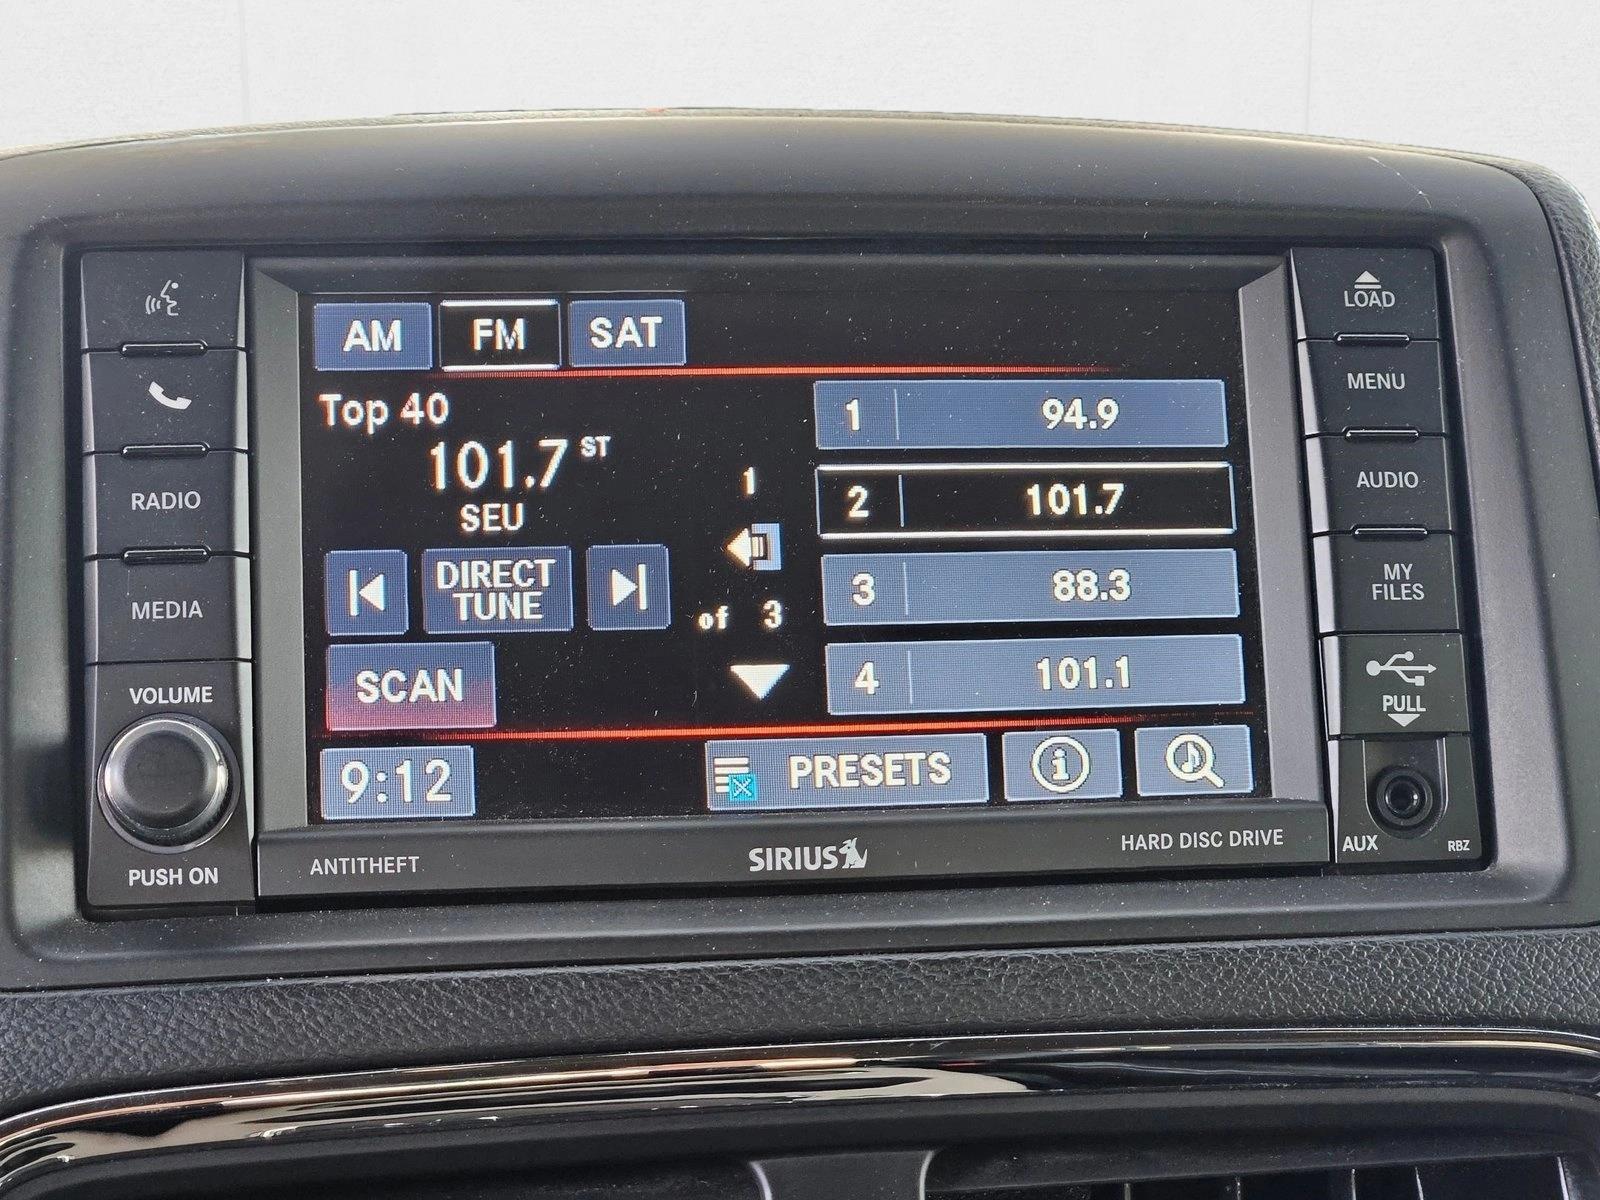 AM FM SAT
Top 40
101.7 ST
SEU
DIRECT
TUNE
SCAN
9:12
1
of 3
1 94.9
2 101.7
3 88.3
4 101.1
PRESETS
i
RADIO
MEDIA
VOLUME
PUSH ON
LOAD
MENU
AUDIO
MY
FILES
PULL
AUX
RBZ
ANTITHEFT
SIRIUS
HARD DISC DRIVE